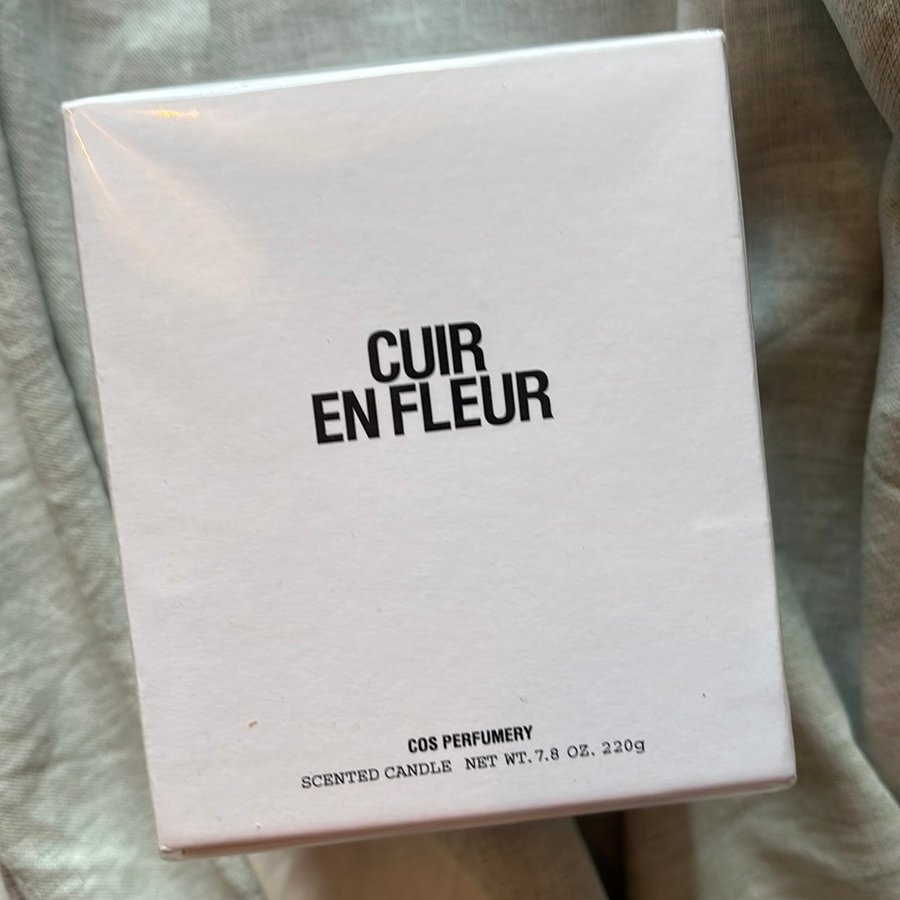 CUIR
EN FLEUR
COS PERFUMERY
SCENTED CANDLE NET WT. 7.8 OZ. 220g